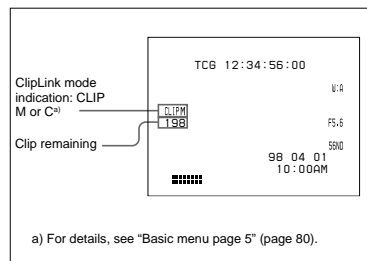 TCG 12:34:56:00
ClipLink mode
indication: CLIP
M or Ca)
W:A
CLIPM
198
F5.6
Clip remaining
56ND
98 04 01
10:00AM
a) For details, see “Basic menu page 5” (page 80).